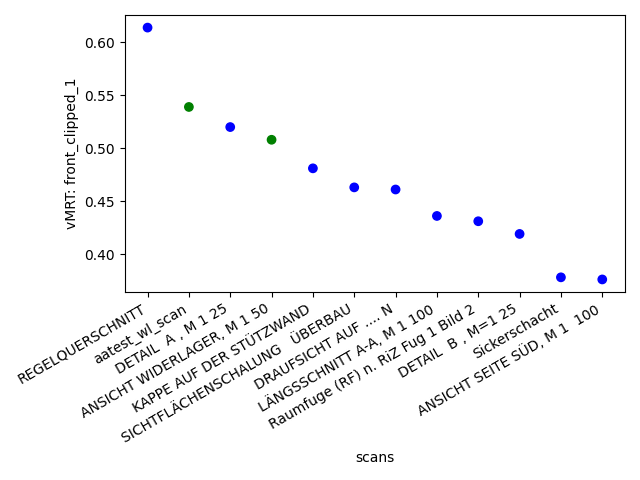 0.60
0.55
0.50
0.45
0.40
vMRT: front_clipped_1
REGELQUERSCHNITT
aatest_wl_scan
DETAIL  A , M 1 25
ANSICHT WIDERLAGER, M 1 50
KAPPE AUF DER STÜTZWAND
SICHTFLÄCHENSCHALUNG   ÜBERBAU
DRAUFSICHT AUF .... N
LÄNGSSCHNITT A-A, M 1 100
Raumfuge (RF) n. RiZ Fug 1 Bild 2
DETAIL  B , M=1 25
Sickerschacht
ANSICHT SEITE SÜD, M 1  100
scans